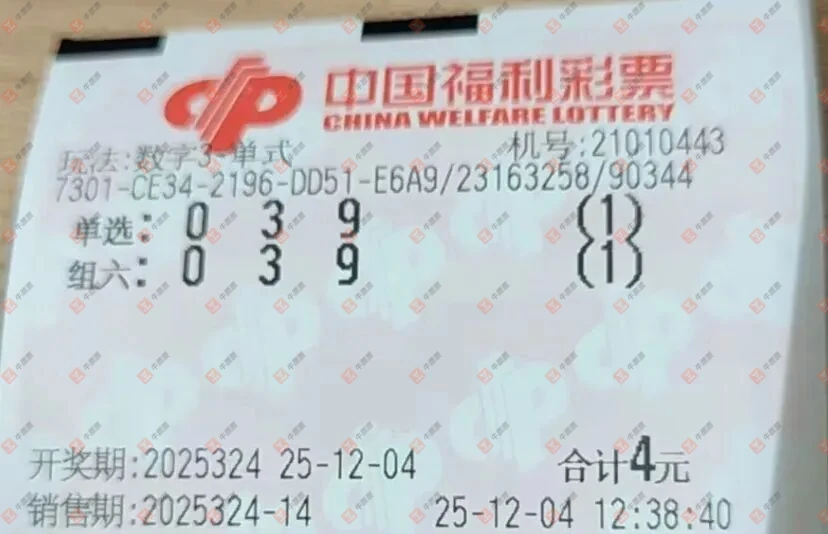 中国福利彩票
CHINA WELFARE LOTTERY
玩法:数字3-单式 机号:21010443
7301-CE34-2196-DD51-E6A9/23163258/90344
单选: 0 3 9 (1)
组六: 0 3 9 (1)
开奖期:2025324 25-12-04 合计4元
销售期:2025324-14 25-12-04 12:38:40